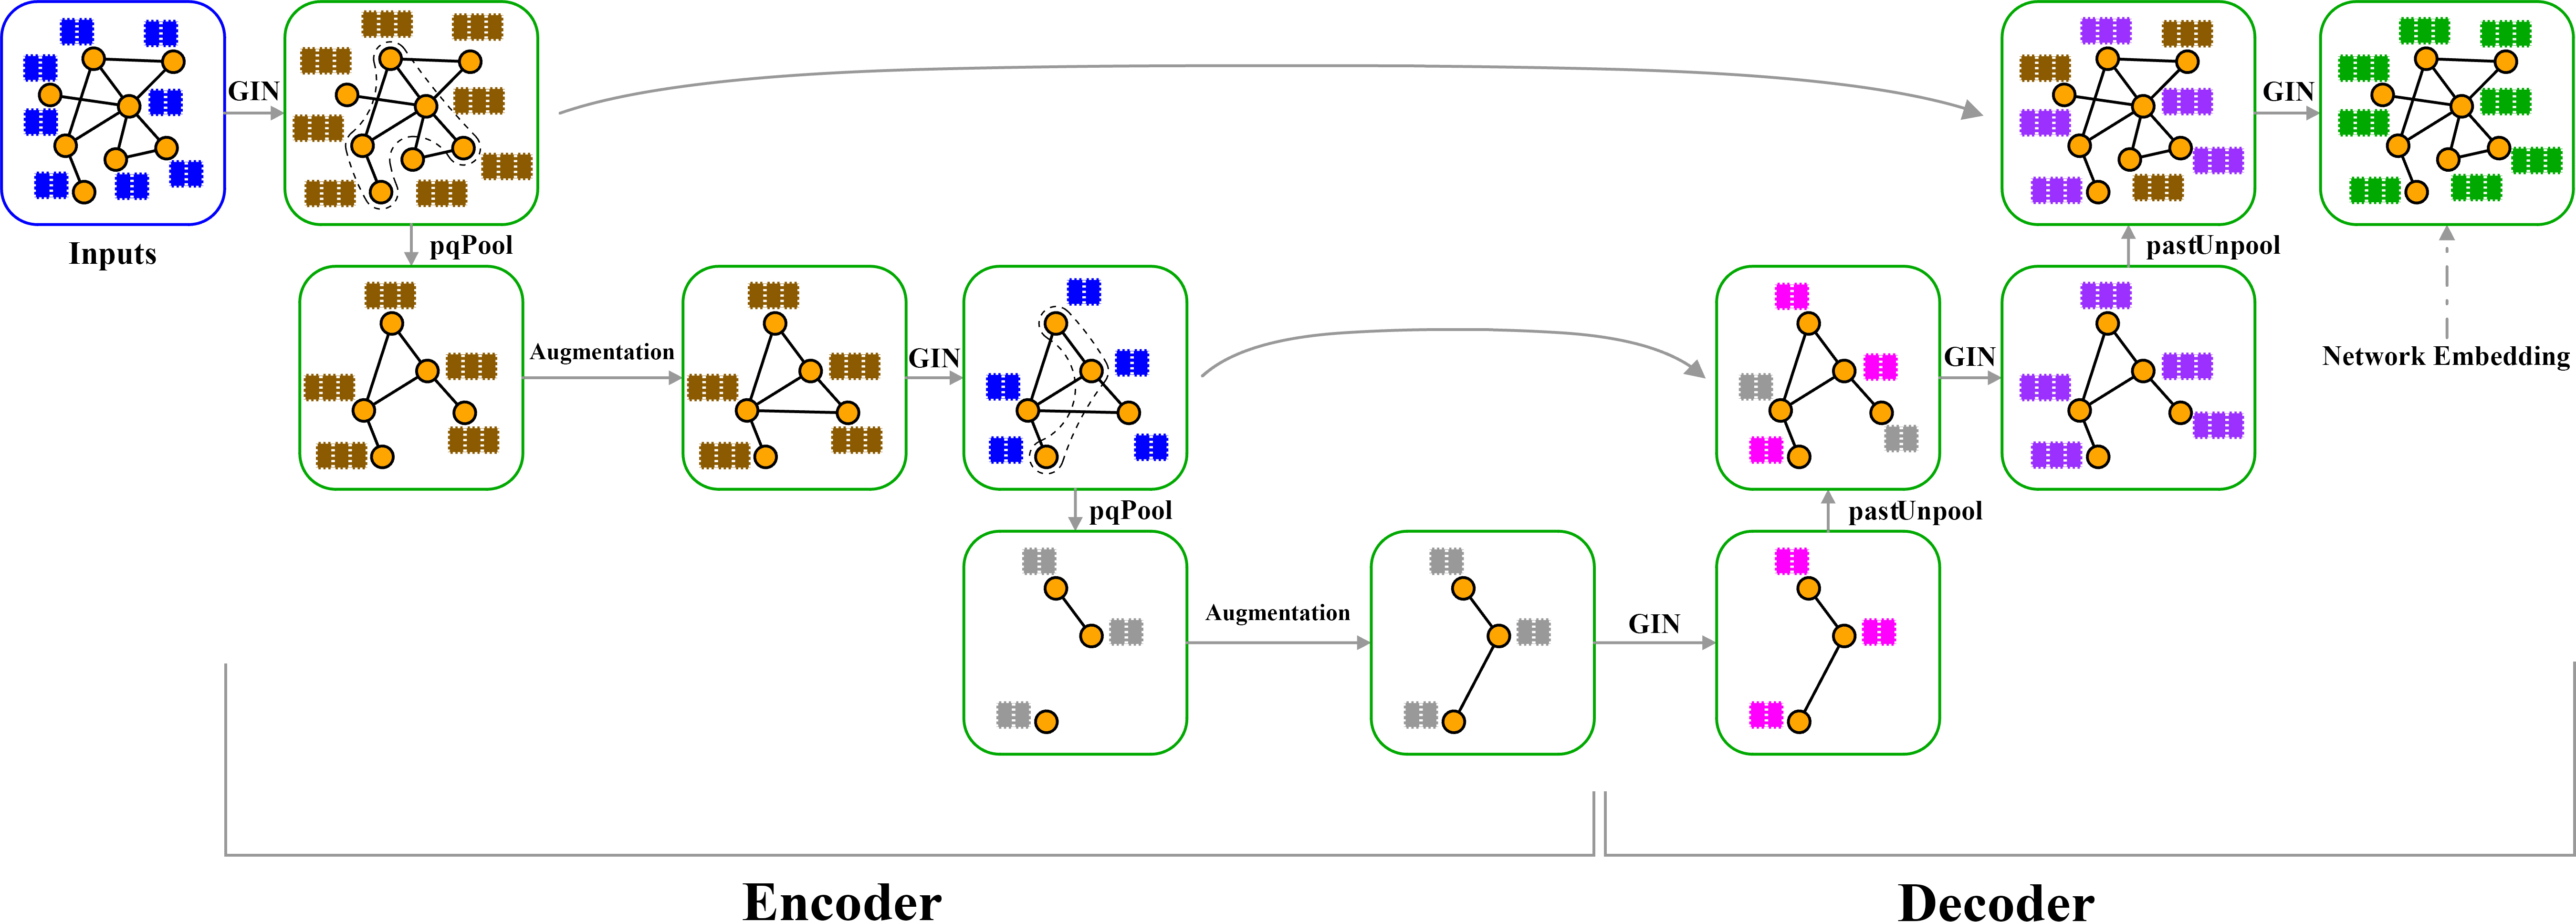 GIN
GIN
Inputs
pqPool
pastUnpool
Augmentation
GIN
GIN
Network Embedding
pqPool
pastUnpool
Augmentation
GIN
Encoder
Decoder